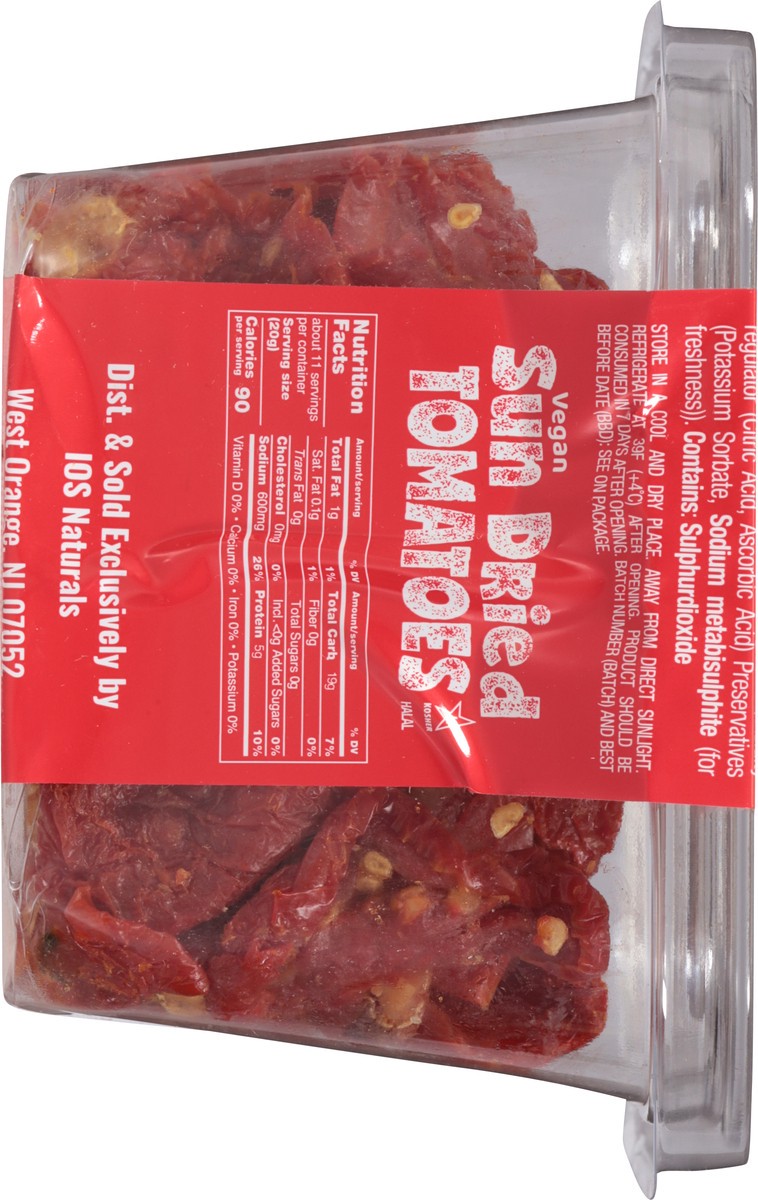 regulator (Citric Acid, Ascorbic Acid) Preservatives
(Potassium Sorbate, Sodium metabisulphite (for
freshness)). Contains: Sulphurdioxide
STORE IN A COOL AND DRY PLACE AWAY FROM DIRECT SUNLIGHT.
REFRIGERATE AT 39F (+4C) AFTER OPENING. PRODUCT SHOULD BE
CONSUMED IN 7 DAYS AFTER OPENING. BATCH NUMBER (BATCH) AND BEST
BEFORE DATE (BBD): SEE ON PACKAGE.
Vegan
Sun Dried
TOMATOES
KOSHER
HALAL
Nutrition
Facts
about 11 servings
per container
Serving size
(20g)
Calories
per serving 90
Amount/serving % DV Amount/serving % DV
Total Fat 1g 1% Total Carb 19g 7%
Sat. Fat 0.1g 1% Fiber 0g 0%
Trans Fat 0g Total Sugars 0g
Cholesterol 0mg 0% Incl. <0g Added Sugars 0%
Sodium 600mg 26% Protein 5g 10%
Vitamin D 0% • Calcium 0% • Iron 0% • Potassium 0%
Dist. & Sold Exclusively by
IOS Naturals
West Orange, NJ 07052